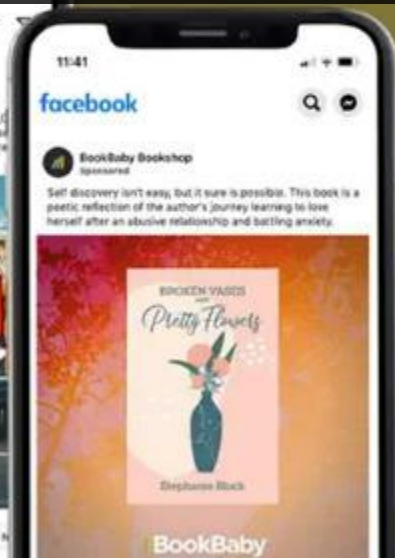 11:41
facebook
BookBaby Bookshop
Sponsored
Self discovery isn't easy, but it sure is possible. This book is a
poetic reflection of the author's journey learning to love
herself after an abusive relationship and battling anxiety.
BROKEN VASES
Pretty Flowers
Stephanie Block
BookBaby